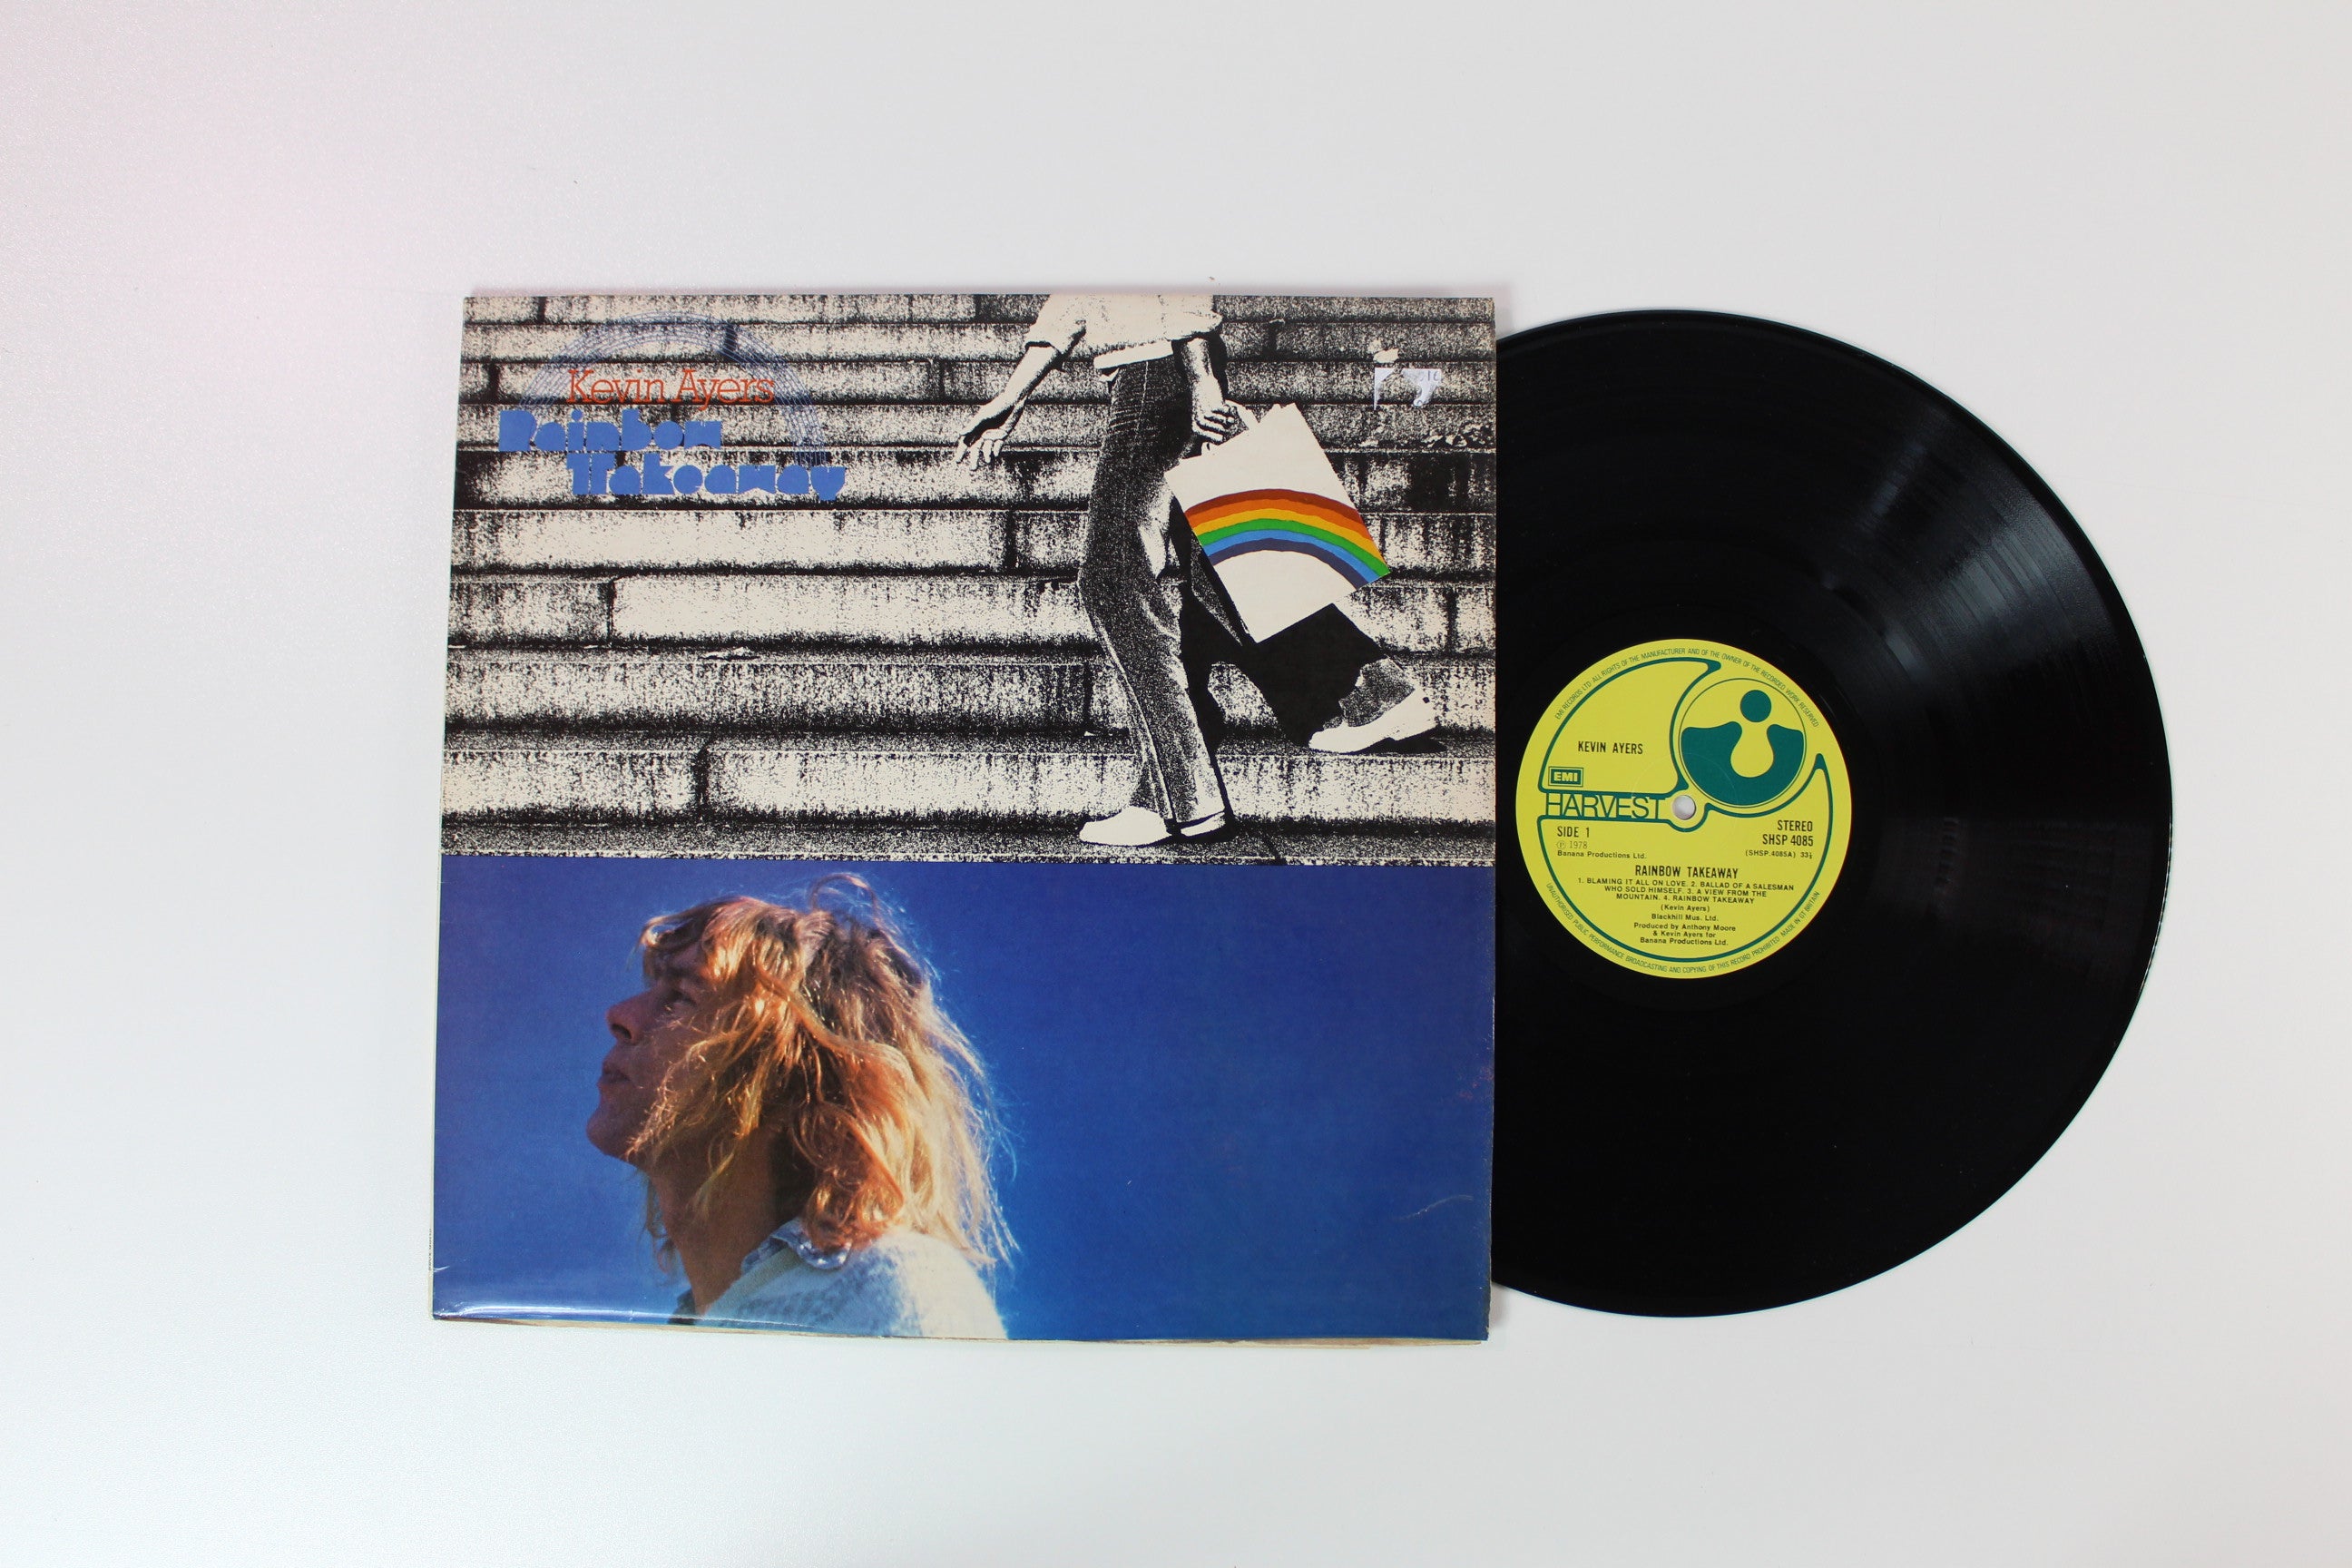 Kevin Ayers
Rainbow
Takeaway
EMI RECORDS LTD. ALL RIGHTS OF THE MANUFACTURER AND OF THE OWNER OF THE RECORDED WORK RESERVED
KEVIN AYERS
EMI
HARVEST
SIDE 1
Ⓟ 1978
Banana Productions Ltd.
STEREO
SHSP 4085
(SHSP.4085A) 33⅓
RAINBOW TAKEAWAY
1. BLAMING IT ALL ON LOVE. 2. BALLAD OF A SALESMAN
WHO SOLD HIMSELF. 3. A VIEW FROM THE
MOUNTAIN. 4. RAINBOW TAKEAWAY
(Kevin Ayers)
Blackhill Mus. Ltd.
Produced by Anthony Moore
& Kevin Ayers for
Banana Productions Ltd.
UNAUTHORISED PUBLIC PERFORMANCE BROADCASTING AND COPYING OF THIS RECORD PROHIBITED MADE IN GT. BRITAIN